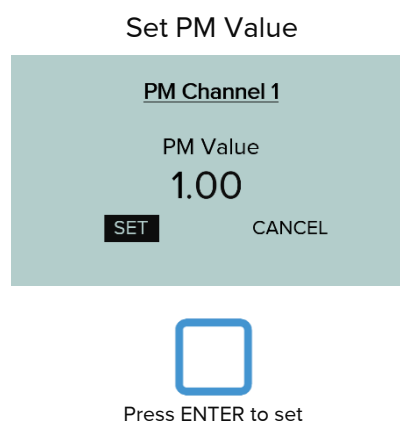 Set PM Value
PM Channel 1
PM Value
1.00
SET CANCEL
Press ENTER to set